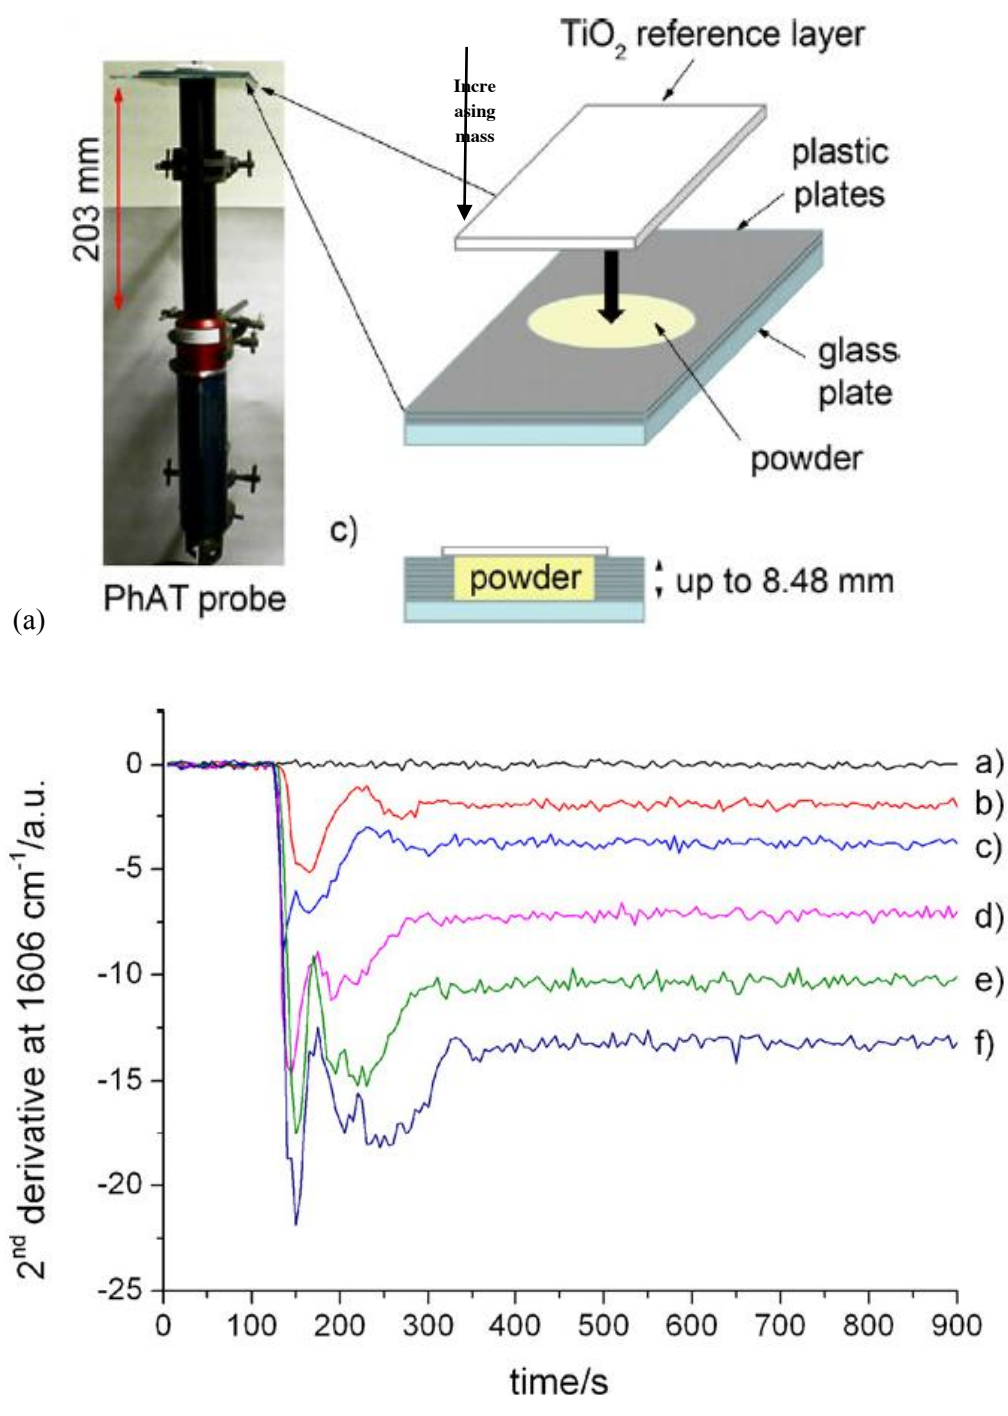 TiO2 reference layer
Incre
asing
mass
plastic
plates
203 mm
glass
plate
powder
c)
powder
up to 8.48 mm
PhAT probe
(a)
2nd derivative at 1606 cm-1/a.u.
0
-5
-10
-15
-20
-25
a)
b)
c)
d)
e)
f)
0 100 200 300 400 500 600 700 800 900
time/s